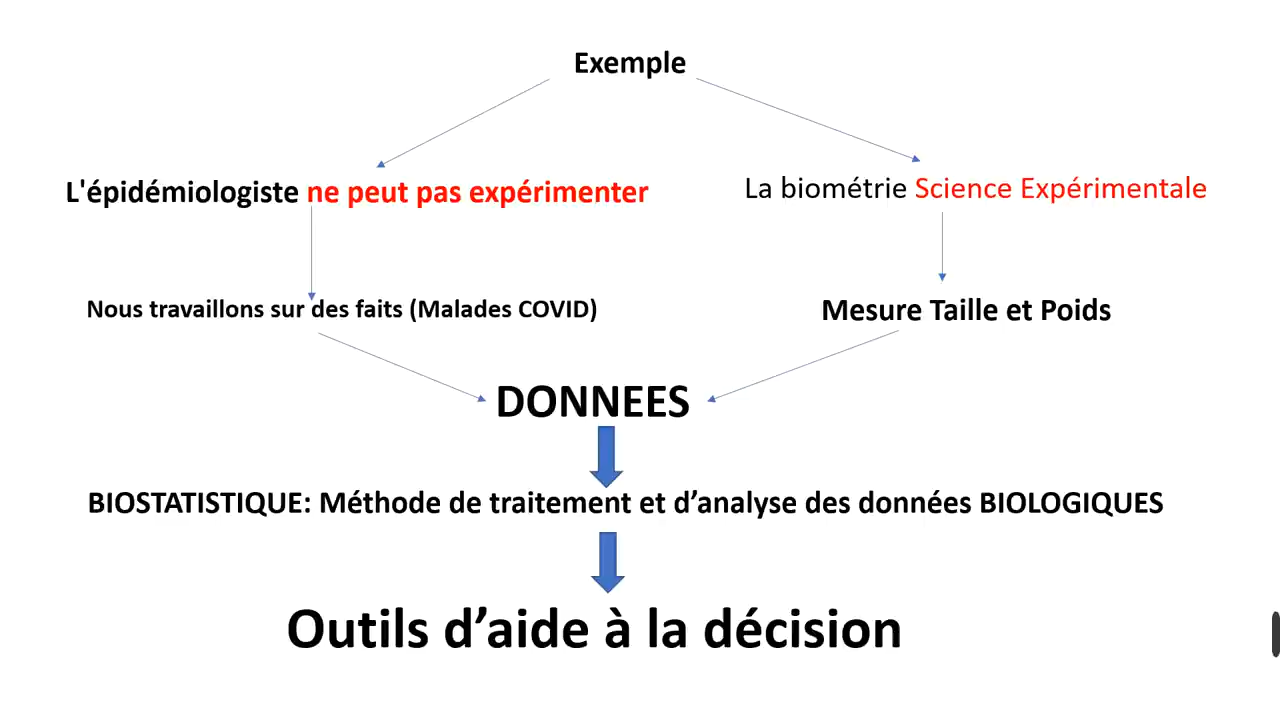 Exemple
L'épidémiologiste ne peut pas expérimenter
La biométrie Science Expérimentale
Nous travaillons sur des faits (Malades COVID)
Mesure Taille et Poids
DONNEES
BIOSTATISTIQUE: Méthode de traitement et d’analyse des données BIOLOGIQUES
Outils d’aide à la décision